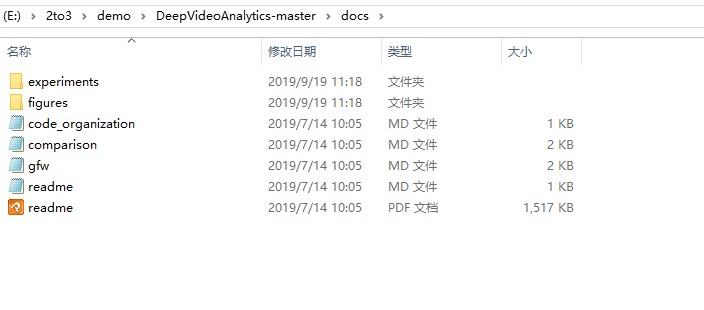 (E:) > 2to3 > demo > DeepVideoAnalytics-master > docs >
名称 修改日期 类型 大小
experiments 2019/9/19 11:18 文件夹
figures 2019/9/19 11:18 文件夹
code_organization 2019/7/14 10:05 MD 文件 1 KB
comparison 2019/7/14 10:05 MD 文件 2 KB
gfw 2019/7/14 10:05 MD 文件 2 KB
readme 2019/7/14 10:05 MD 文件 1 KB
readme 2019/7/14 10:05 PDF 文档 1,517 KB